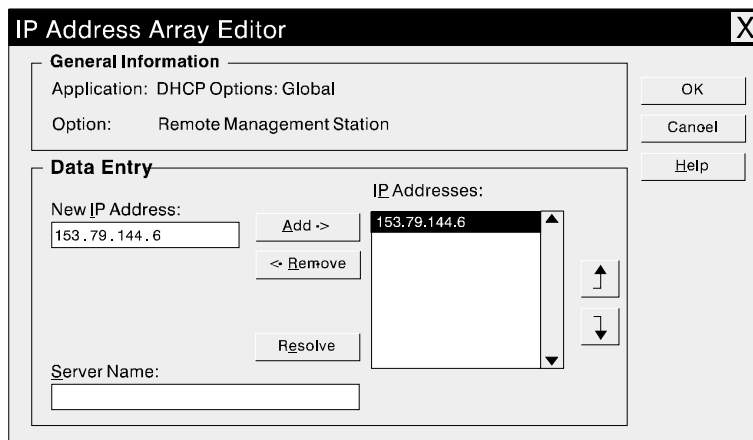 IP Address Array Editor X
General Information
Application: DHCP Options: Global
Option: Remote Management Station
OK
Cancel
Help
Data Entry
New IP Address:
153.79.144.6
Add ->
<- Remove
Resolve
IP Addresses:
153.79.144.6
Server Name: